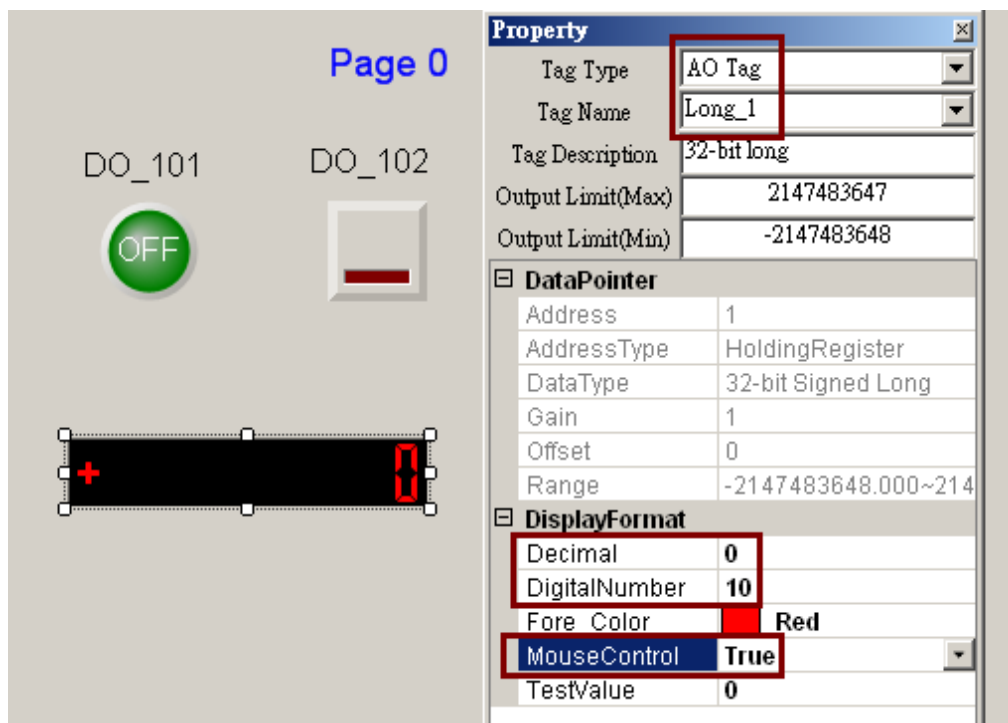 Page 0
DO_101
DO_102
OFF
+ 0
Property
Tag Type AO Tag
Tag Name Long_1
Tag Description 32-bit long
Output Limit(Max) 2147483647
Output Limit(Min) -2147483648
DataPointer
Address 1
AddressType HoldingRegister
DataType 32-bit Signed Long
Gain 1
Offset 0
Range -2147483648.000~214
DisplayFormat
Decimal 0
DigitalNumber 10
Fore_Color Red
MouseControl True
TestValue 0